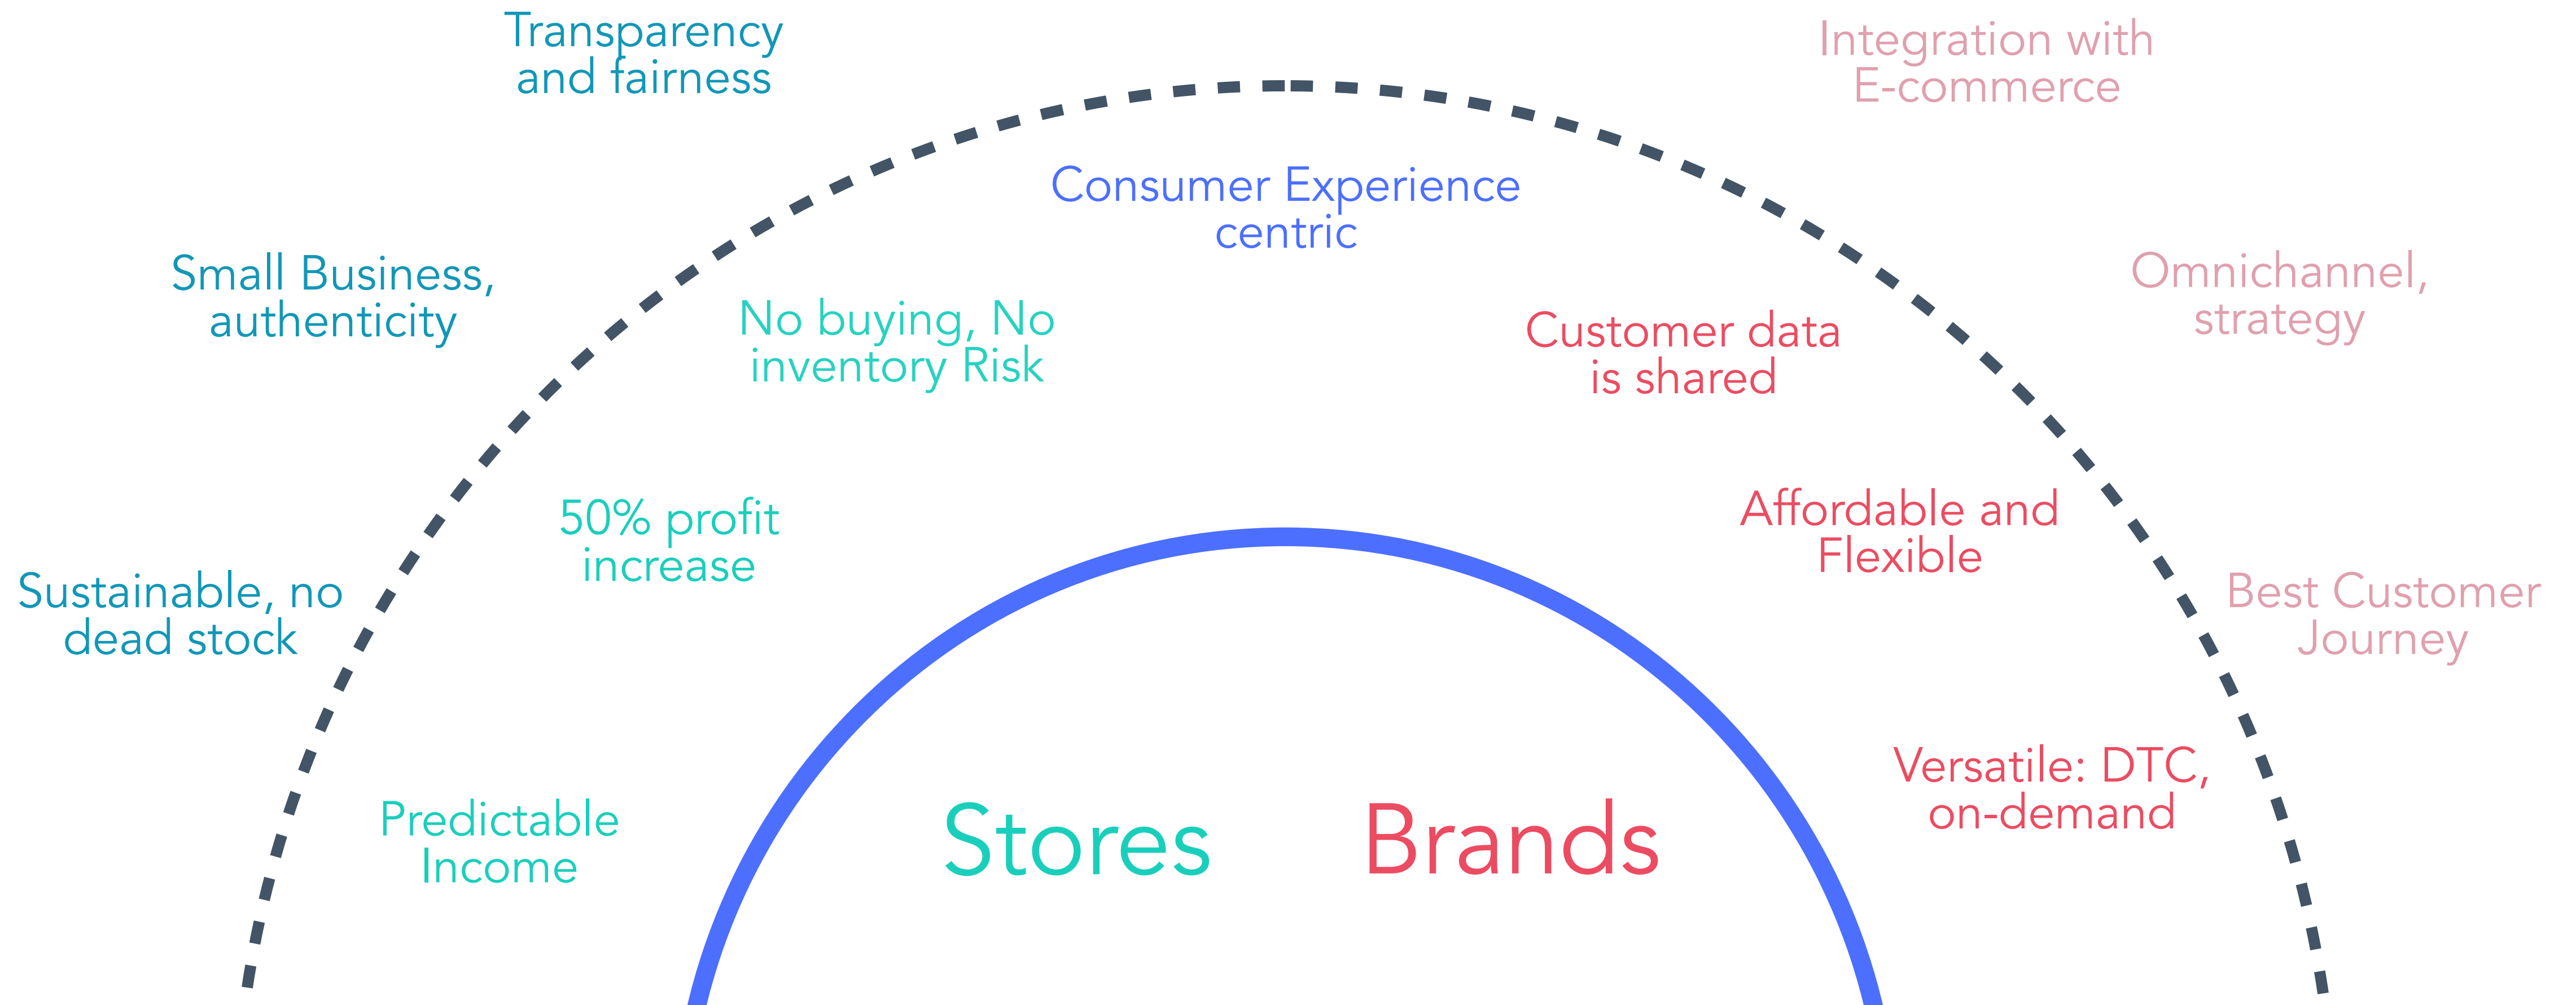 Transparency
and fairness
Integration with
E-commerce
Consumer Experience
centric
Small Business,
authenticity
Omnichannel,
strategy
No buying, No
inventory Risk
Customer data
is shared
50% profit
increase
Affordable and
Flexible
Sustainable, no
dead stock
Best Customer
Journey
Versatile: DTC,
on-demand
Predictable
Income
Stores
Brands